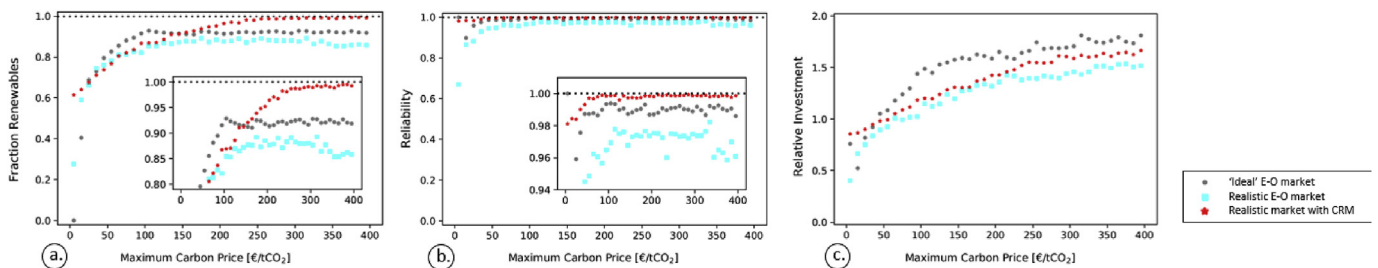 1.0
0.8
0.6
0.4
0.2
0.0
Fraction Renewables
1.00
0.95
0.90
0.85
0.80
0 100 200 300 400
0 50 100 150 200 250 300 350 400
a. Maximum Carbon Price [€/tCO2]
1.0
0.8
0.6
0.4
0.2
0.0
Reliability
1.00
0.98
0.96
0.94
0 100 200 300 400
0 50 100 150 200 250 300 350 400
b. Maximum Carbon Price [€/tCO2]
2.0
1.5
1.0
0.5
0.0
Relative Investment
0 50 100 150 200 250 300 350 400
c. Maximum Carbon Price [€/tCO2]
'Ideal' E-O market
Realistic E-O market
Realistic market with CRM